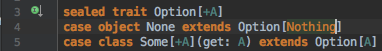 3 sealed trait Option[+A]
4 case object None extends Option[Nothing]
5 case class Some[+A](get: A) extends Option[A]